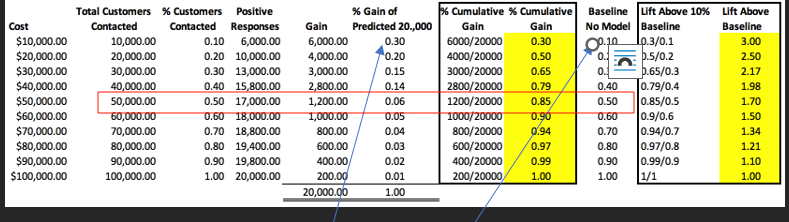 Total Customers % Customers Positive % Gain of % Cumulative % Cumulative Baseline Lift Above 10% Lift Above
Cost Contacted Contacted Responses Gain Predicted 20.,000 Gain Gain No Model Baseline Baseline
$10,000.00 10,000.00 0.10 6,000.00 6,000.00 0.30 6000/20000 0.30 0.10 0.3/0.1 3.00
$20,000.00 20,000.00 0.20 10,000.00 4,000.00 0.20 4000/20000 0.50 0.5/0.2 2.50
$30,000.00 30,000.00 0.30 13,000.00 3,000.00 0.15 3000/20000 0.65 0.65/0.3 2.17
$40,000.00 40,000.00 0.40 15,800.00 2,800.00 0.14 2800/20000 0.79 0.40 0.79/0.4 1.98
$50,000.00 50,000.00 0.50 17,000.00 1,200.00 0.06 1200/20000 0.85 0.50 0.85/0.5 1.70
$60,000.00 60,000.00 0.60 18,000.00 1,000.00 0.05 1000/20000 0.90 0.60 0.9/0.6 1.50
$70,000.00 70,000.00 0.70 18,800.00 800.00 0.04 800/20000 0.94 0.70 0.94/0.7 1.34
$80,000.00 80,000.00 0.80 19,400.00 600.00 0.03 600/20000 0.97 0.80 0.97/0.8 1.21
$90,000.00 90,000.00 0.90 19,800.00 400.00 0.02 400/20000 0.99 0.90 0.99/0.9 1.10
$100,000.00 100,000.00 1.00 20,000.00 200.00 0.01 200/20000 1.00 1.00 1/1 1.00
20,000.00 1.00